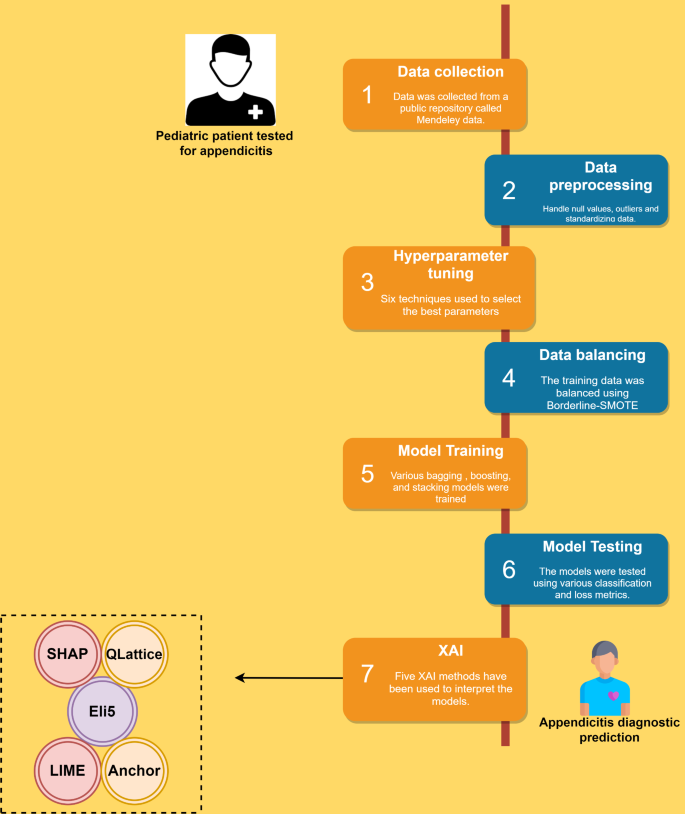 Pediatric patient tested
for appendicitis
1
Data collection
Data was collected from a
public repository called
Mendeley data.
2
Data
preprocessing
Handle null values, outliers and
standardizing data.
3
Hyperparameter
tuning
Six techniques used to select
the best parameters
4
Data balancing
The training data was
balanced using
Borderline-SMOTE
5
Model Training
Various bagging , boosting,
and stacking models were
trained
6
Model Testing
The models were tested
using various classification
and loss metrics.
7
XAI
Five XAI methods have
been used to interpret the
models.
SHAP
QLattice
Eli5
LIME
Anchor
Appendicitis diagnostic
prediction